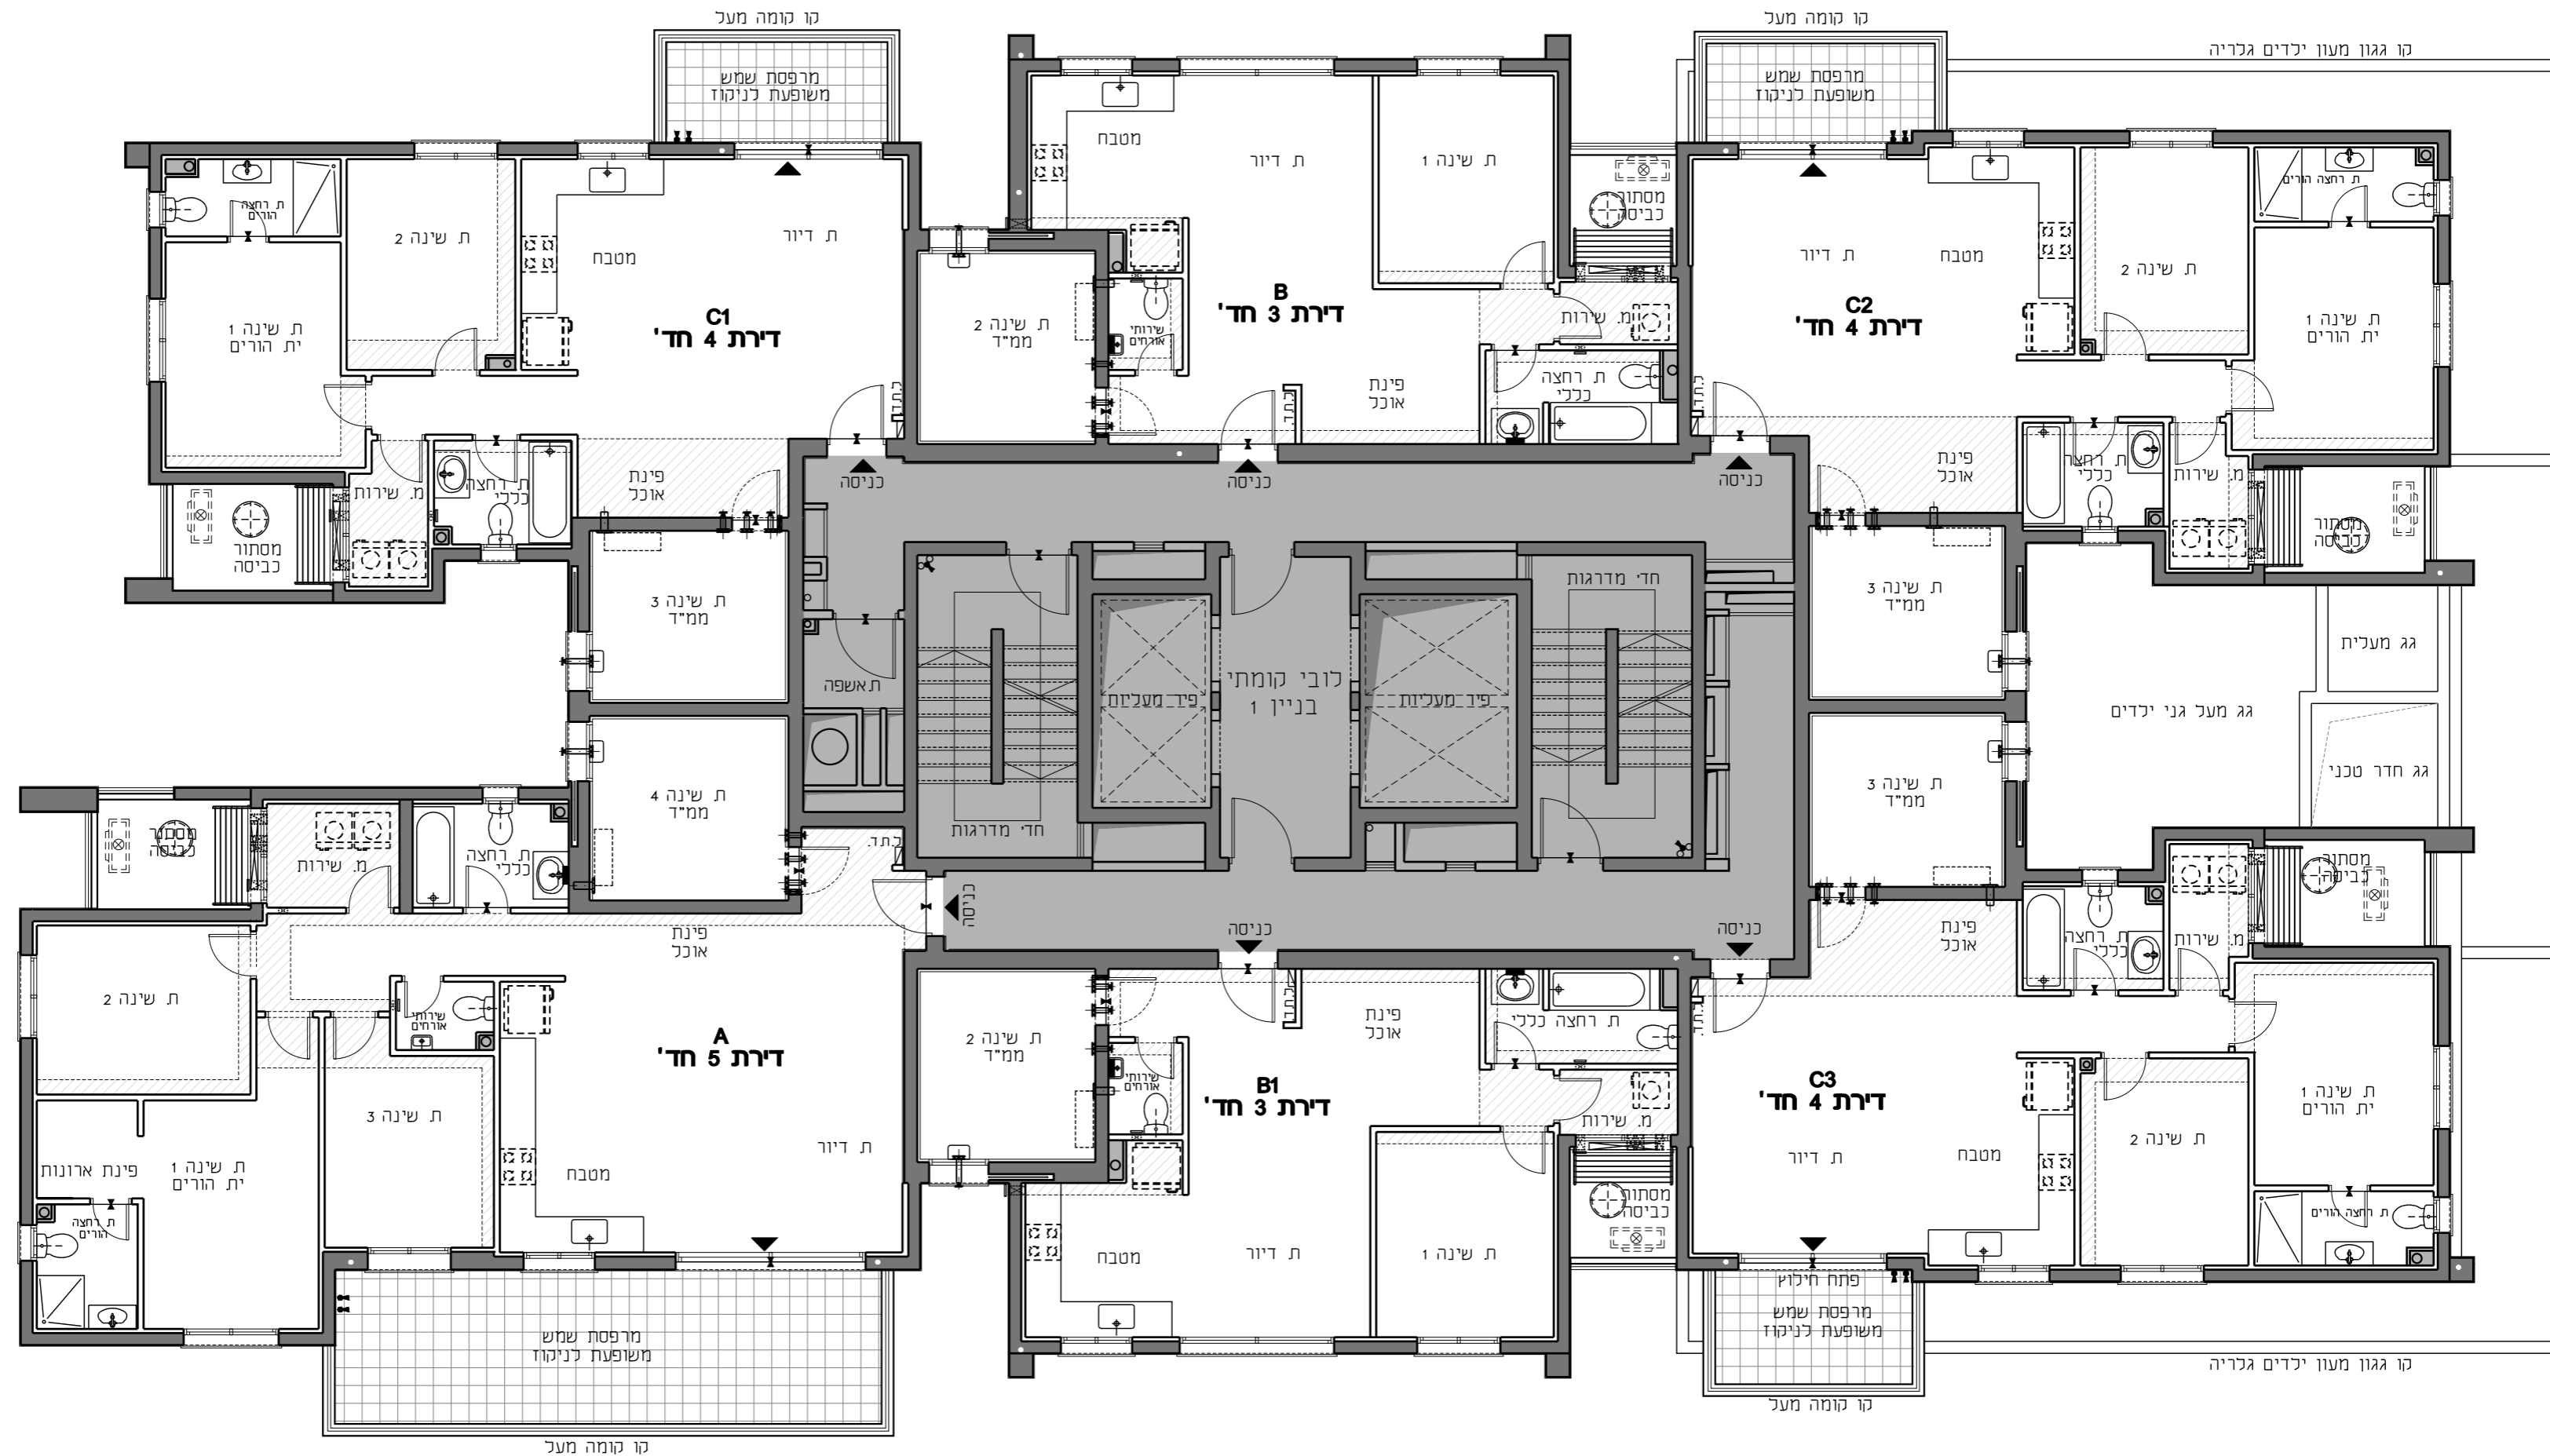 קו קומה מעל
קו קומה מעל
קו גגון מעון ילדים גלריה
מרפסת שמש
משופעת לניקוז
מרפסת שמש
משופעת לניקוז
ת. רחצה
הורים
ת. שינה 2
מטבח
ת. דיור
C1
דירת 4 חד'
ת. שינה 1
ית. הורים
ל.ת.ד.
פינת
אוכל
מ. שירות
ת. רחצה
כללי
מסתור
כביסה
ת. שינה 3
ממ"ד
כניסה
מטבח
ת. דיור
ת. שינה 1
B
דירת 3 חד'
ת. שינה 2
ממ"ד
שירותי
אורחים
פינת
אוכל
ל.ת.ד.
מ. שירות
ת. רחצה
כללי
מסתור
כביסה
כניסה
ת. דיור
מטבח
ת. שינה 2
ת. רחצה הורים
C2
דירת 4 חד'
ת. שינה 1
ית. הורים
ל.ת.ד.
פינת
אוכל
ת. רחצה
כללי
מ. שירות
מסתור
כביסה
כניסה
ת. שינה 3
ממ"ד
ת.אשפה
חד' מדרגות
פיר מעליות
לובי קומתי
בניין 1
פיר מעליות
חד' מדרגות
גג מעלית
גג מעל גני ילדים
גג חדר טכני
ת. שינה 4
ממ"ד
ל.ת.ד.
מסתור
כביסה
מ. שירות
ת. רחצה
כללי
פינת
אוכל
כניסה
ת. שינה 2
שירותי
אורחים
A
דירת 5 חד'
ת. שינה 3
ת. דיור
מטבח
פינת ארונות
ת. שינה 1
ית. הורים
ת. רחצה
הורים
מרפסת שמש
משופעת לניקוז
קו קומה מעל
כניסה
ת. שינה 2
ממ"ד
ל.ת.ד.
פינת
אוכל
ת. רחצה כללי
שירותי
אורחים
B1
דירת 3 חד'
מ. שירות
מסתור
כביסה
מטבח
ת. דיור
ת. שינה 1
כניסה
ת. שינה 3
ממ"ד
ל.ת.ד.
פינת
אוכל
ת. רחצה
כללי
מ. שירות
מסתור
כביסה
C3
דירת 4 חד'
ת. שינה 1
ית. הורים
ת. דיור
מטבח
ת. שינה 2
ת. רחצה הורים
פתח חילוץ
מרפסת שמש
משופעת לניקוז
קו קומה מעל
קו גגון מעון ילדים גלריה